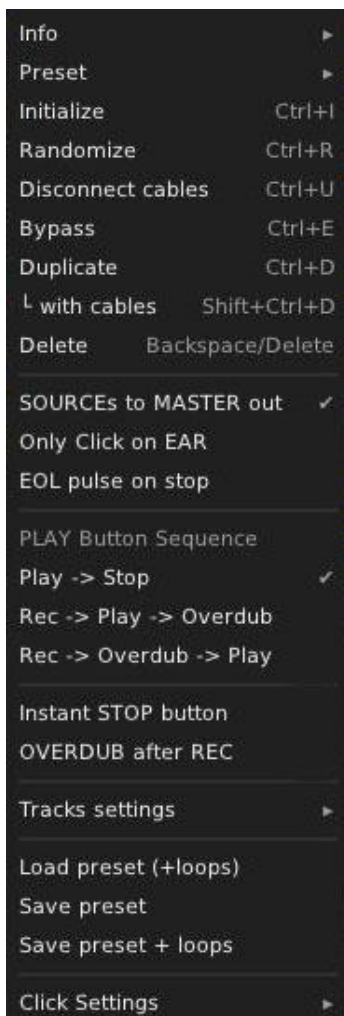 Info ▸
Preset ▸
Initialize Ctrl+I
Randomize Ctrl+R
Disconnect cables Ctrl+U
Bypass Ctrl+E
Duplicate Ctrl+D
└ with cables Shift+Ctrl+D
Delete Backspace/Delete
SOURCEs to MASTER out ✔
Only Click on EAR
EOL pulse on stop
PLAY Button Sequence
Play -> Stop ✔
Rec -> Play -> Overdub
Rec -> Overdub -> Play
Instant STOP button
OVERDUB after REC
Tracks settings ▸
Load preset (+loops)
Save preset
Save preset + loops
Click Settings ▸